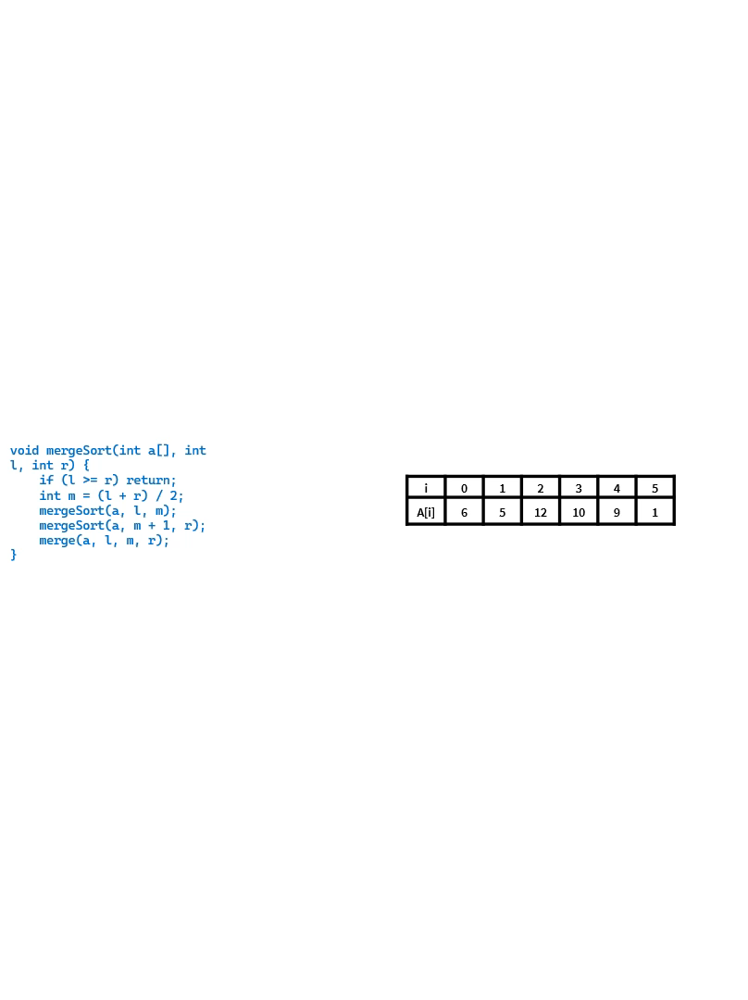 void mergeSort(int a[], int
l, int r) {
    if (l >= r) return;
    int m = (l + r) / 2;
    mergeSort(a, l, m);
    mergeSort(a, m + 1, r);
    merge(a, l, m, r);
}
i 0 1 2 3 4 5
A[i] 6 5 12 10 9 1